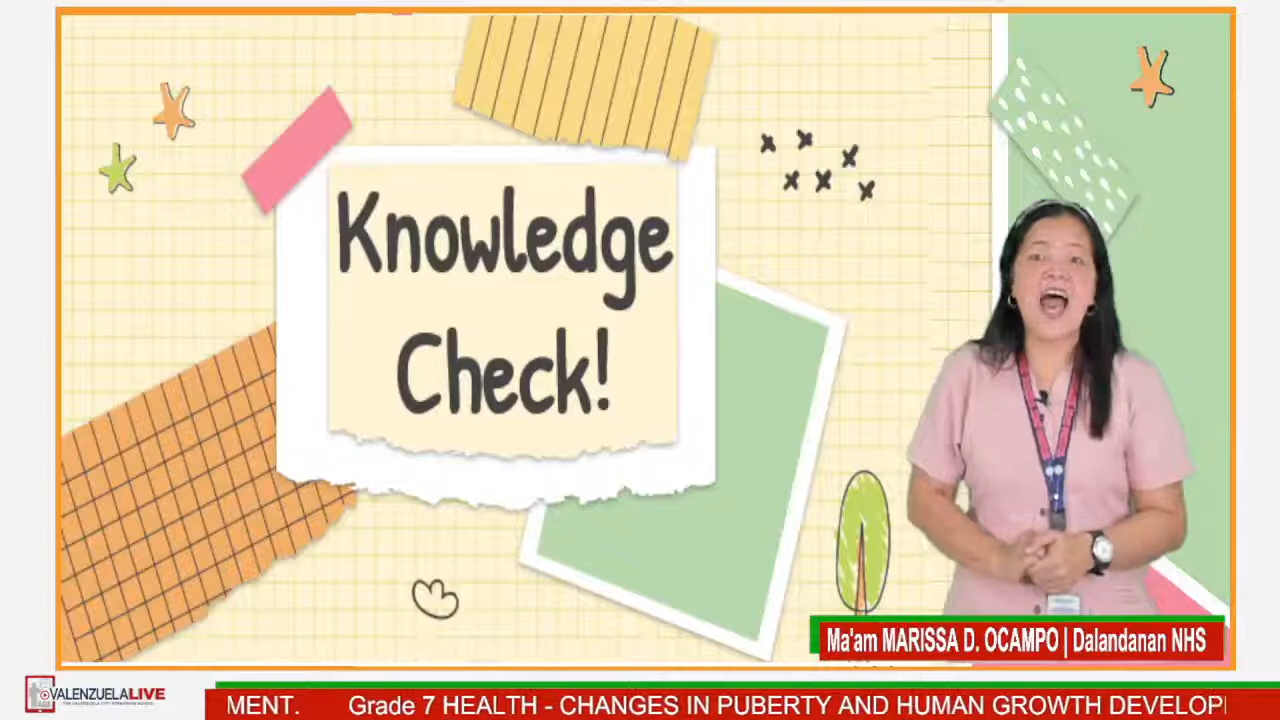 Knowledge
Check!
Ma'am MARISSA D. OCAMPO | Dalandanan NHS
VALENZUELALIVE
MENT. Grade 7 HEALTH - CHANGES IN PUBERTY AND HUMAN GROWTH DEVELOP